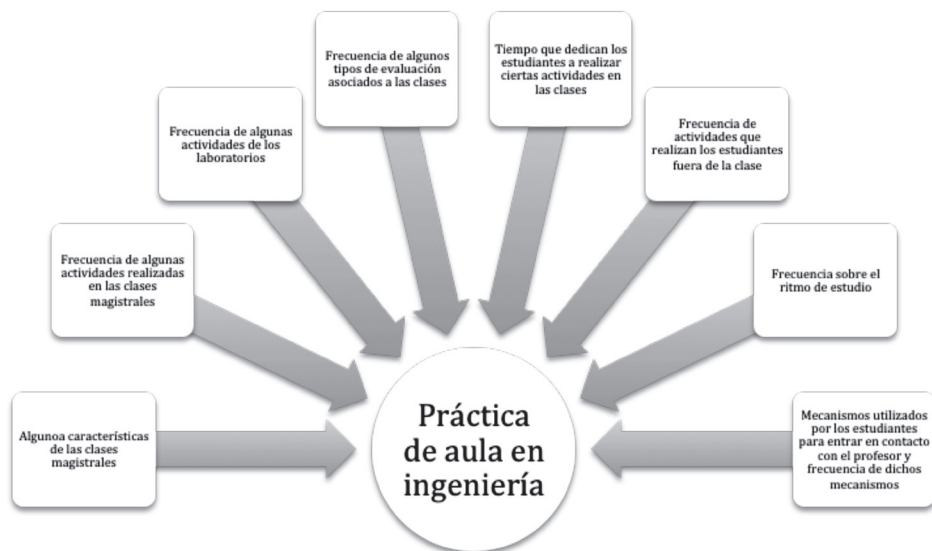 Frecuencia de algunos
tipos de evaluación
asociados a las clases
Tiempo que dedican los
estudiantes a realizar
ciertas actividades en
las clases
Frecuencia de algunas
actividades de los
laboratorios
Frecuencia de
actividades que
realizan los estudiantes
fuera de la clase
Frecuencia de algunas
actividades realizadas
en las clases
magistrales
Frecuencia sobre el
ritmo de estudio
Algunoa características
de las clases
magistrales
Práctica
de aula en
ingeniería
Mecanismos utilizados
por los estudiantes
para entrar en contacto
con el profesor y
frecuencia de dichos
mecanismos